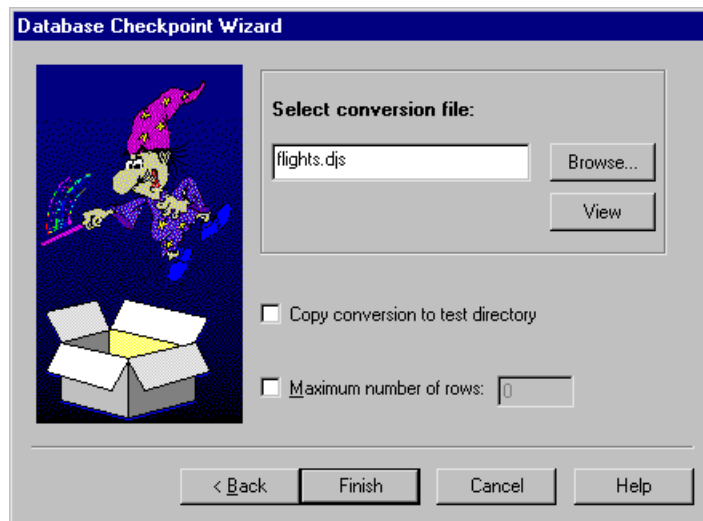 Database Checkpoint Wizard
Select conversion file:
flights.djs
Browse...
View
Copy conversion to test directory
Maximum number of rows: 0
< Back Finish Cancel Help